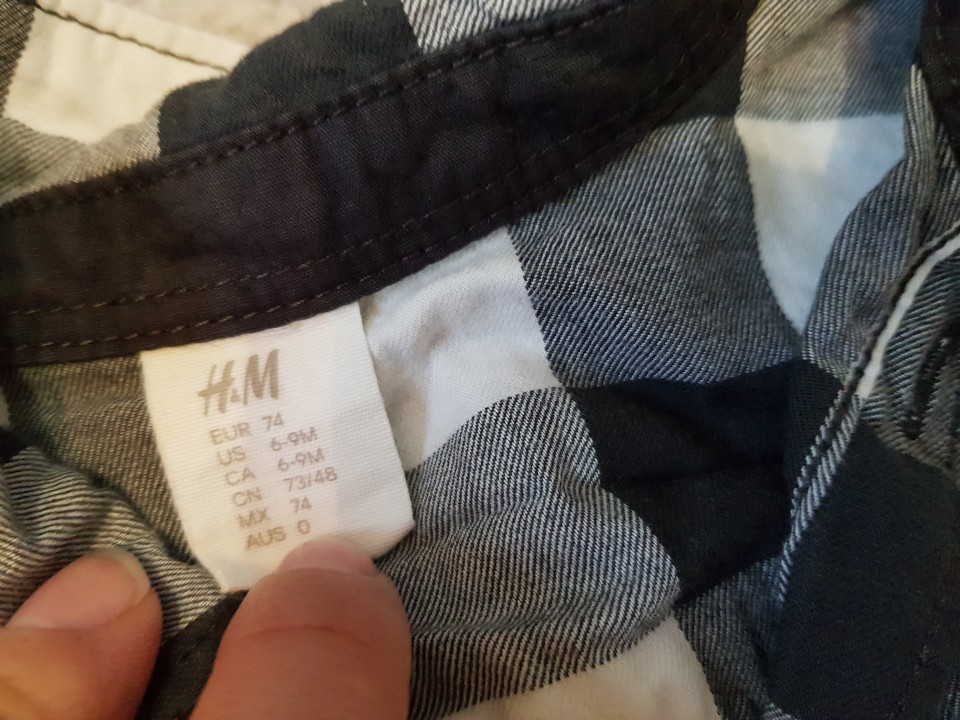 H&M
EUR 74
US 6-9M
CA 6-9M
CN 73/48
MX 74
AUS 0